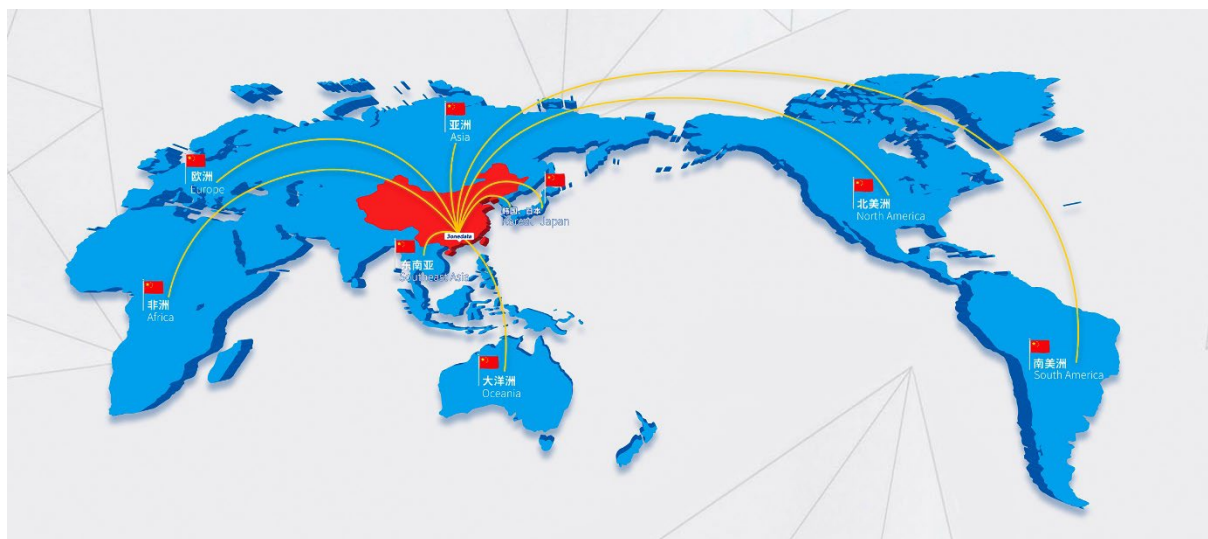 亚洲
Asia
欧洲
Europe
韩国、日本
Korea、Japan
北美洲
North America
3onedata
东南亚
Southeast Asia
非洲
Africa
大洋洲
Oceania
南美洲
South America